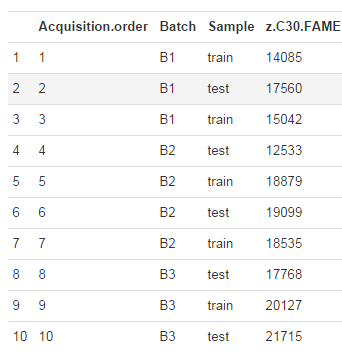 Acquisition.order Batch Sample z.C30.FAME
1 1 B1 train 14085
2 2 B1 test 17560
3 3 B1 train 15042
4 4 B2 test 12533
5 5 B2 train 18879
6 6 B2 test 19099
7 7 B2 train 18535
8 8 B3 test 17768
9 9 B3 train 20127
10 10 B3 test 21715